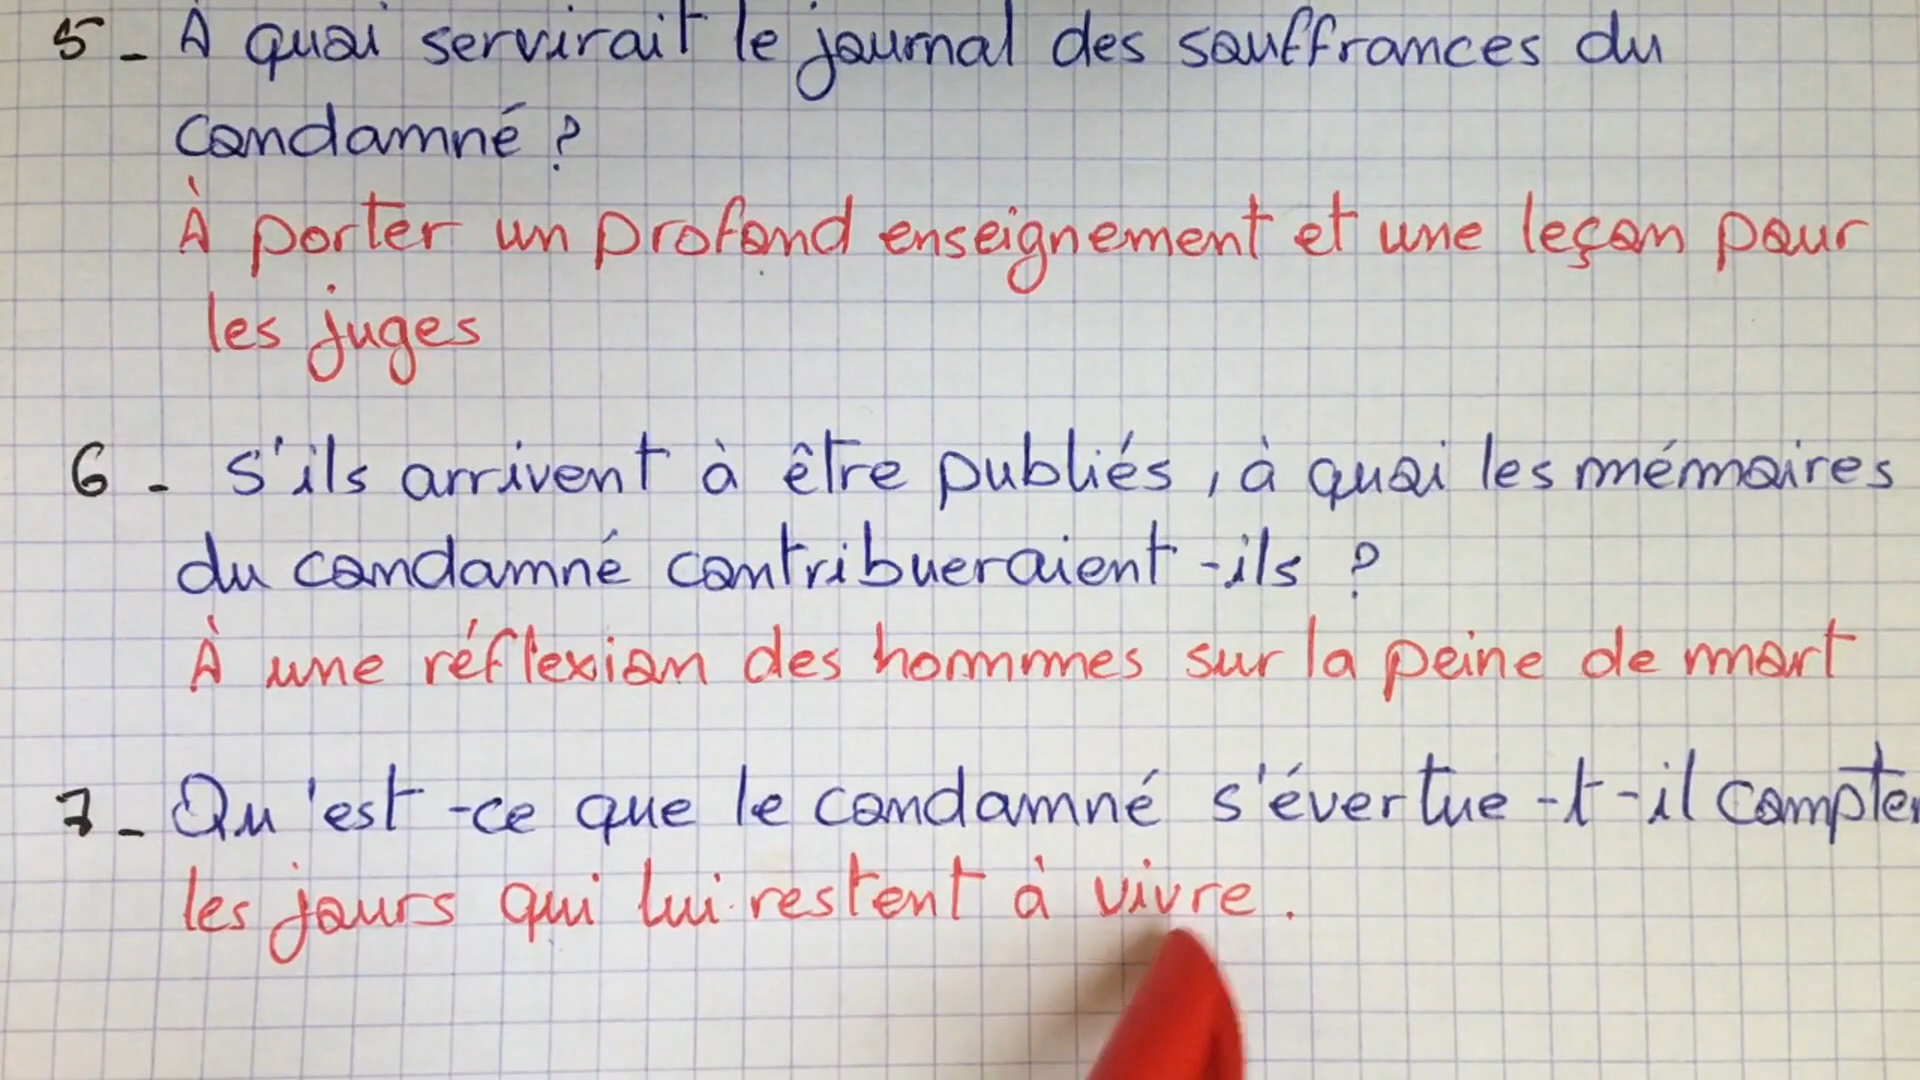 5- À quoi servirait le journal des souffrances du
condamné ?
À porter un profond enseignement et une leçon pour
les juges
6 - S'ils arrivent à être publiés, à quoi les mémoires
du condamné contribueraient-ils ?
À une réflexion des hommes sur la peine de mort
7- Qu'est-ce que le condamné s'évertue-t-il compter
les jours qui lui restent à vivre.